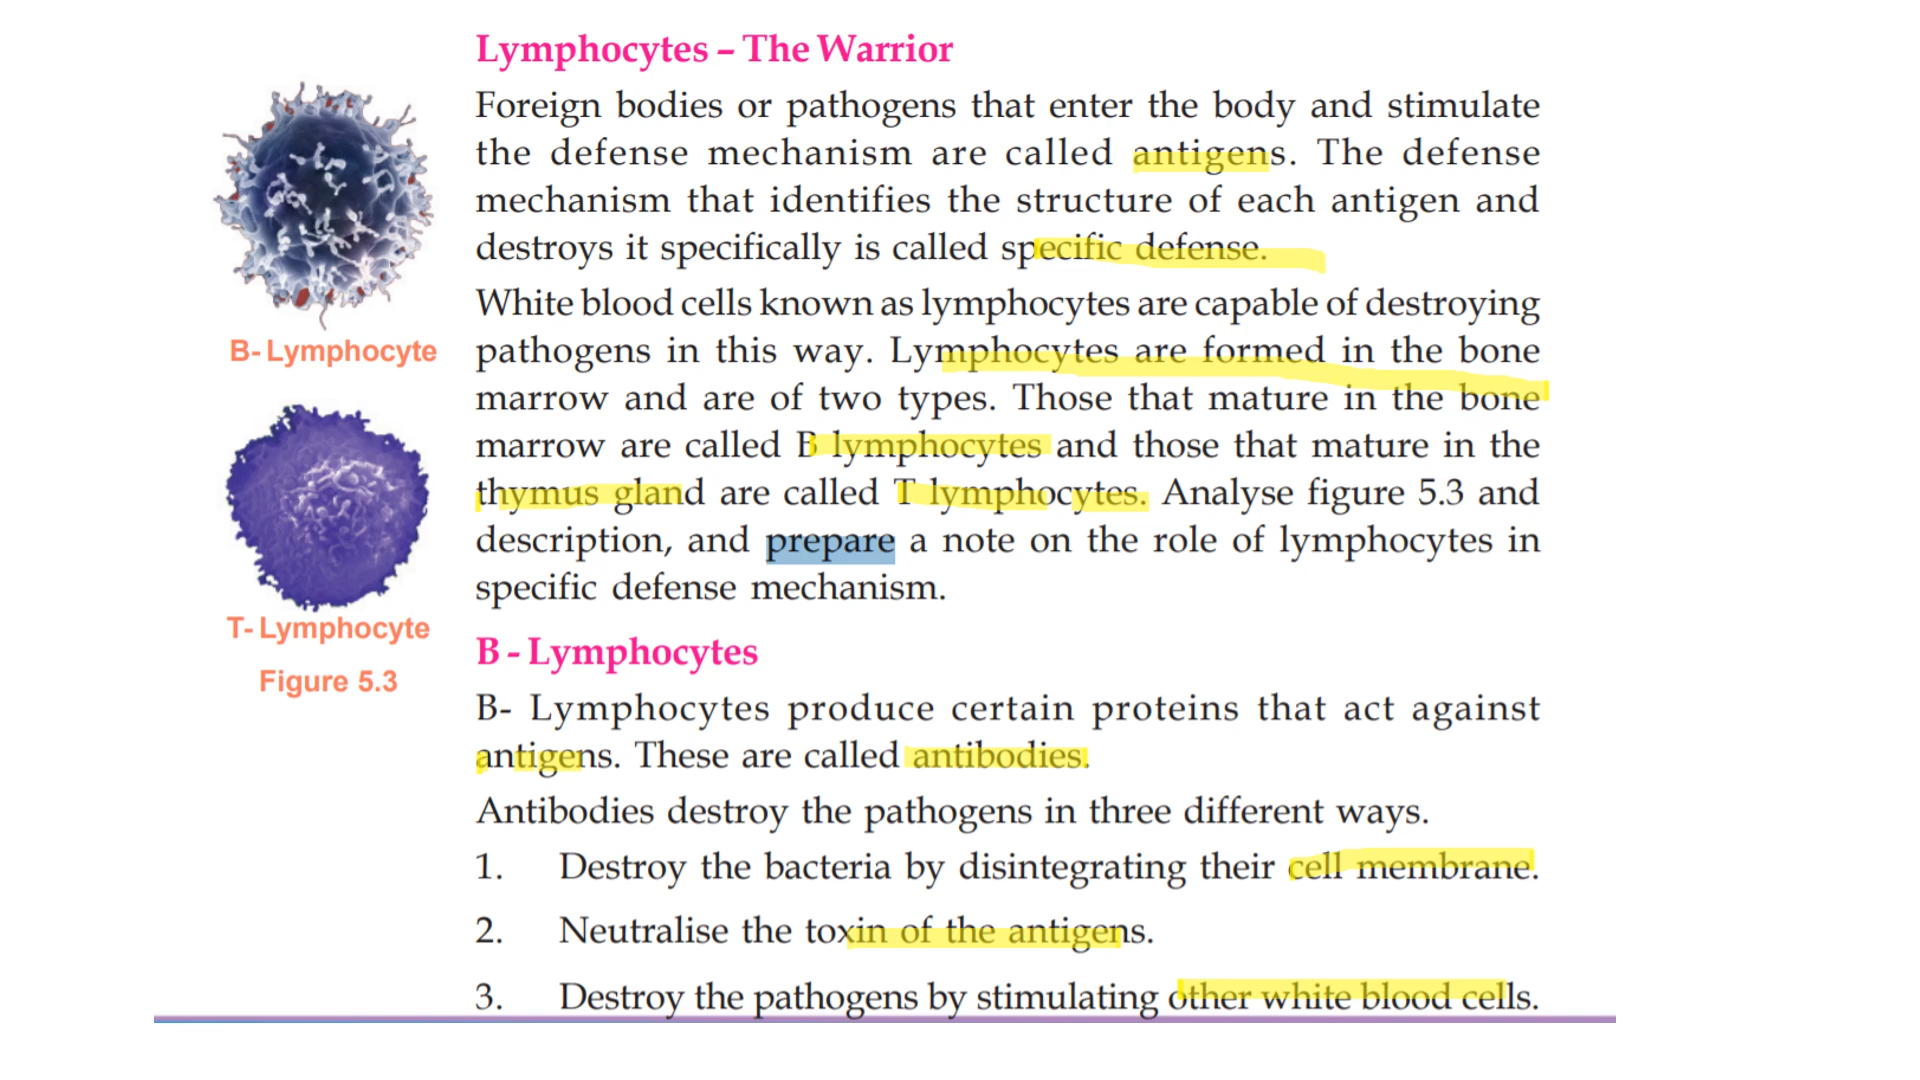 Lymphocytes – The Warrior
Foreign bodies or pathogens that enter the body and stimulate
the defense mechanism are called antigens. The defense
mechanism that identifies the structure of each antigen and
destroys it specifically is called specific defense.
White blood cells known as lymphocytes are capable of destroying
pathogens in this way. Lymphocytes are formed in the bone
marrow and are of two types. Those that mature in the bone
marrow are called B lymphocytes and those that mature in the
thymus gland are called T lymphocytes. Analyse figure 5.3 and
description, and prepare a note on the role of lymphocytes in
specific defense mechanism.
B- Lymphocyte
T- Lymphocyte
Figure 5.3
B - Lymphocytes
B- Lymphocytes produce certain proteins that act against
antigens. These are called antibodies.
Antibodies destroy the pathogens in three different ways.
1. Destroy the bacteria by disintegrating their cell membrane.
2. Neutralise the toxin of the antigens.
3. Destroy the pathogens by stimulating other white blood cells.